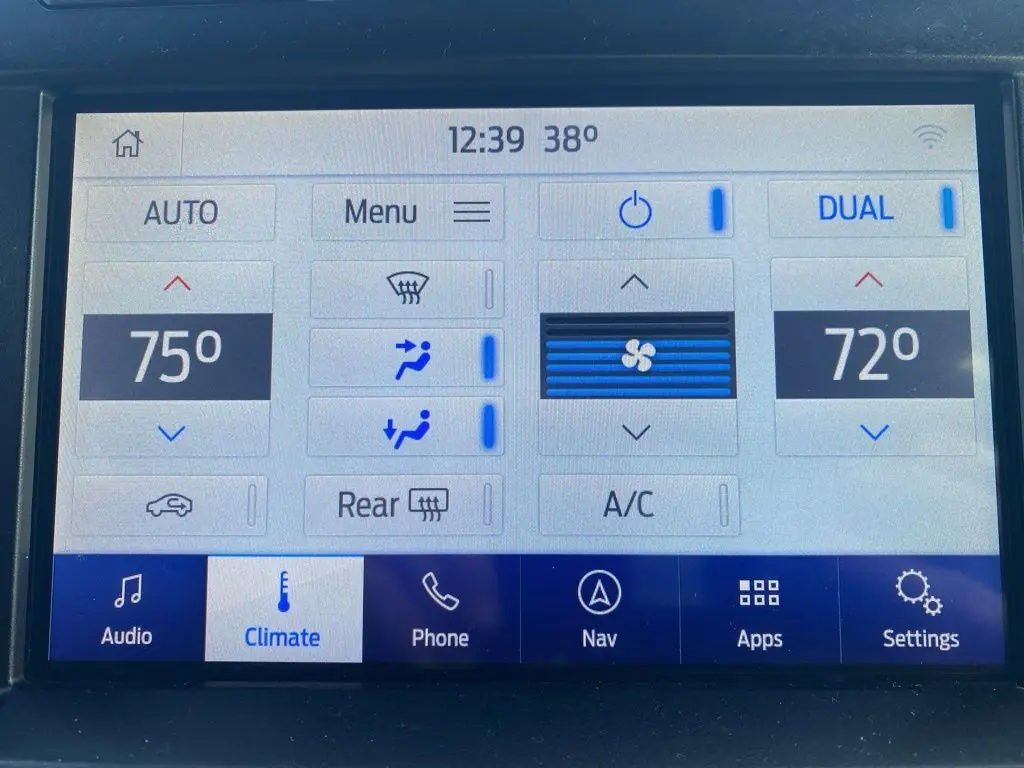 12:39 38º
AUTO
Menu
DUAL
75º
72º
Rear
A/C
Audio
Climate
Phone
Nav
Apps
Settings